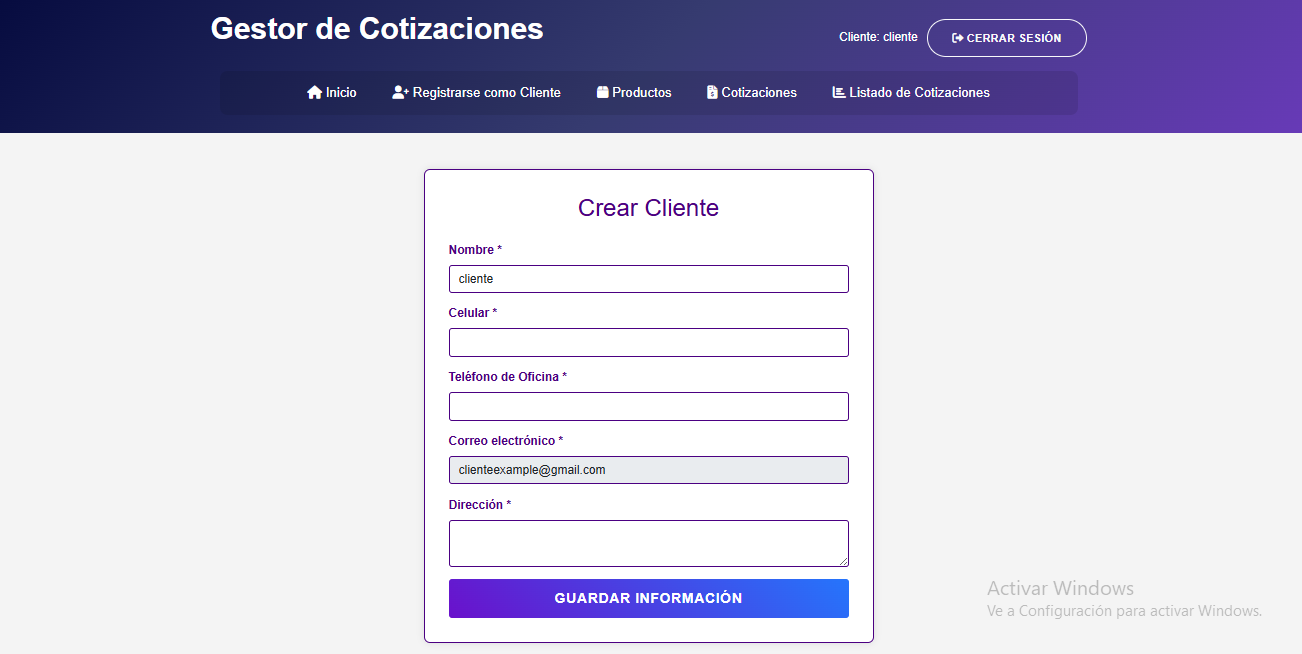 Gestor de Cotizaciones
Cliente: cliente
CERRAR SESIÓN
Inicio
Registrarse como Cliente
Productos
Cotizaciones
Listado de Cotizaciones
Crear Cliente
Nombre *
cliente
Celular *
Teléfono de Oficina *
Correo electrónico *
clienteexample@gmail.com
Dirección *
GUARDAR INFORMACIÓN
Activar Windows
Ve a Configuración para activar Windows.